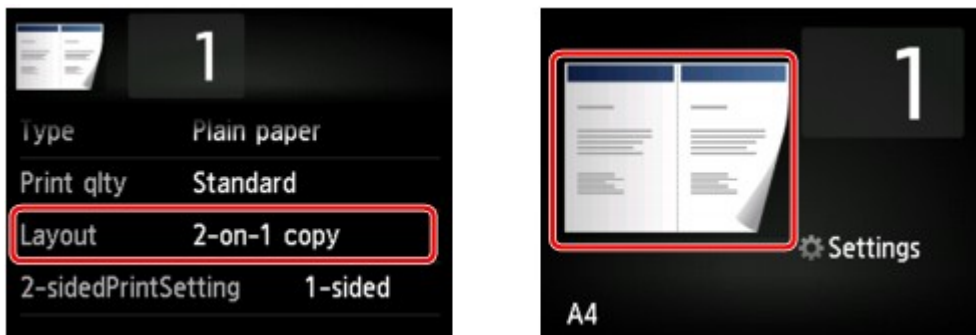 1
Type Plain paper
Print qlty Standard
Layout 2-on-1 copy
2-sidedPrintSetting 1-sided
1
Settings
A4